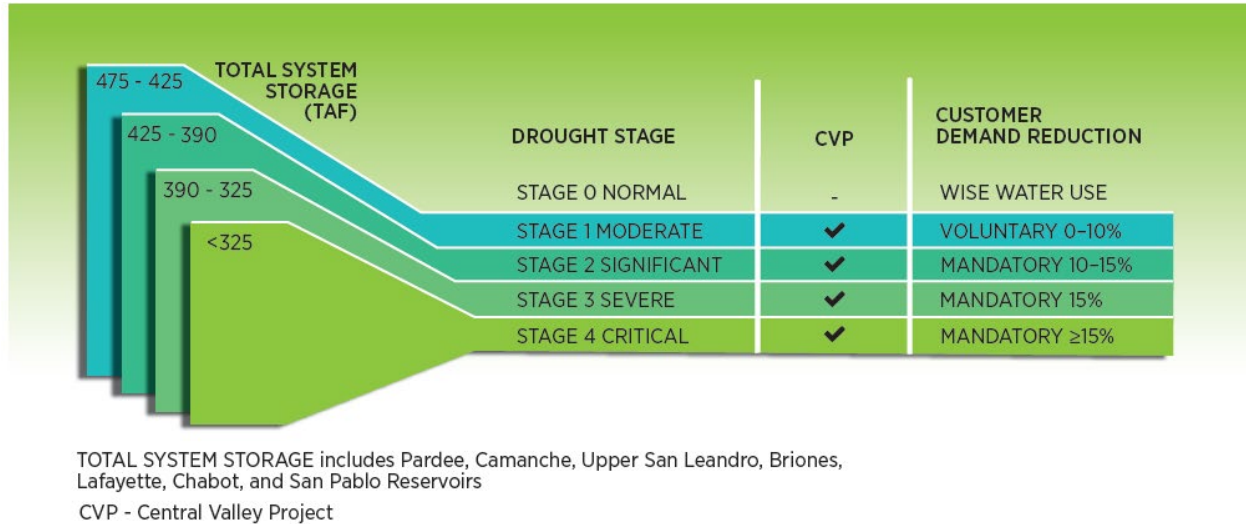 475 - 425
TOTAL SYSTEM
STORAGE
(TAF)
425 - 390
390 - 325
<325
DROUGHT STAGE CVP CUSTOMER
DEMAND REDUCTION
STAGE 0 NORMAL - WISE WATER USE
STAGE 1 MODERATE ✔ VOLUNTARY 0–10%
STAGE 2 SIGNIFICANT ✔ MANDATORY 10–15%
STAGE 3 SEVERE ✔ MANDATORY 15%
STAGE 4 CRITICAL ✔ MANDATORY ≥15%
TOTAL SYSTEM STORAGE includes Pardee, Camanche, Upper San Leandro, Briones,
Lafayette, Chabot, and San Pablo Reservoirs
CVP - Central Valley Project